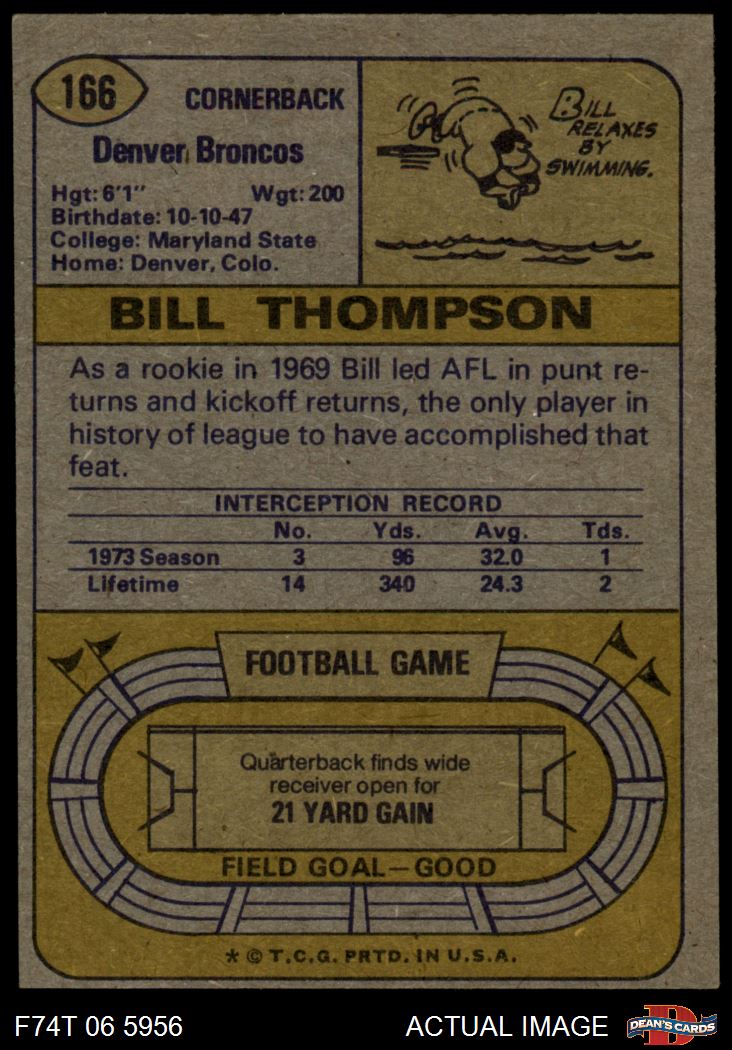 166
CORNERBACK
Denver Broncos
Hgt: 6'1" Wgt: 200
Birthdate: 10-10-47
College: Maryland State
Home: Denver, Colo.
BILL
RELAXES
BY
SWIMMING.
BILL THOMPSON
As a rookie in 1969 Bill led AFL in punt re-
turns and kickoff returns, the only player in
history of league to have accomplished that
feat.
INTERCEPTION RECORD
No. Yds. Avg. Tds.
1973 Season 3 96 32.0 1
Lifetime 14 340 24.3 2
FOOTBALL GAME
Quarterback finds wide
receiver open for
21 YARD GAIN
FIELD GOAL—GOOD
* © T.C.G. PRTD. IN U.S.A.
F74T 06 5956 ACTUAL IMAGE
D
DEAN'S CARDS